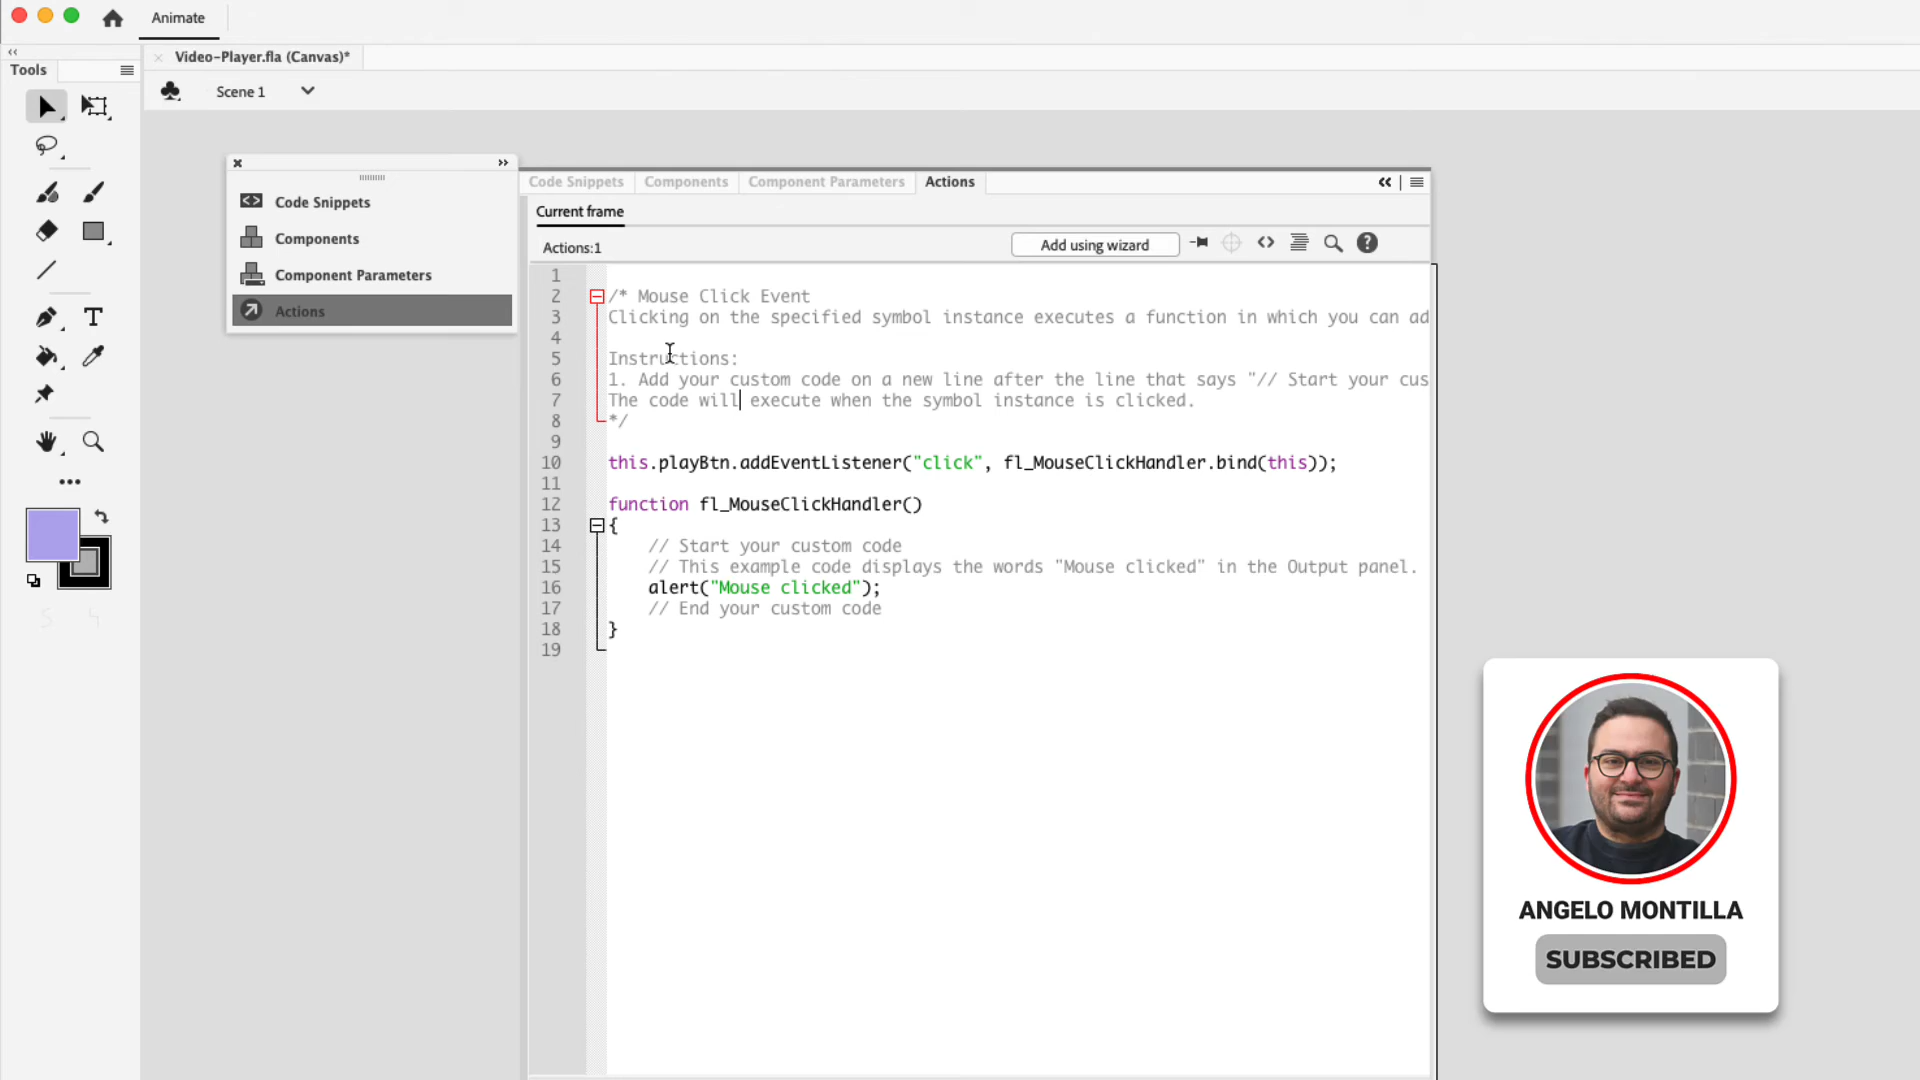 Animate
Tools
Video-Player.fla (Canvas)*
Scene 1
Code Snippets
Components
Component Parameters
Actions
Code Snippets
Components
Component Parameters
Actions
Current frame
Actions:1
Add using wizard
1
2 /* Mouse Click Event
3 Clicking on the specified symbol instance executes a function in which you can ad
4
5 Instructions:
6 1. Add your custom code on a new line after the line that says "// Start your cus
7 The code will execute when the symbol instance is clicked.
8 */
9
10 this.playBtn.addEventListener("click", fl_MouseClickHandler.bind(this));
11
12 function fl_MouseClickHandler()
13 {
14 // Start your custom code
15 // This example code displays the words "Mouse clicked" in the Output panel.
16 alert("Mouse clicked");
17 // End your custom code
18 }
19
ANGELO MONTILLA
SUBSCRIBED